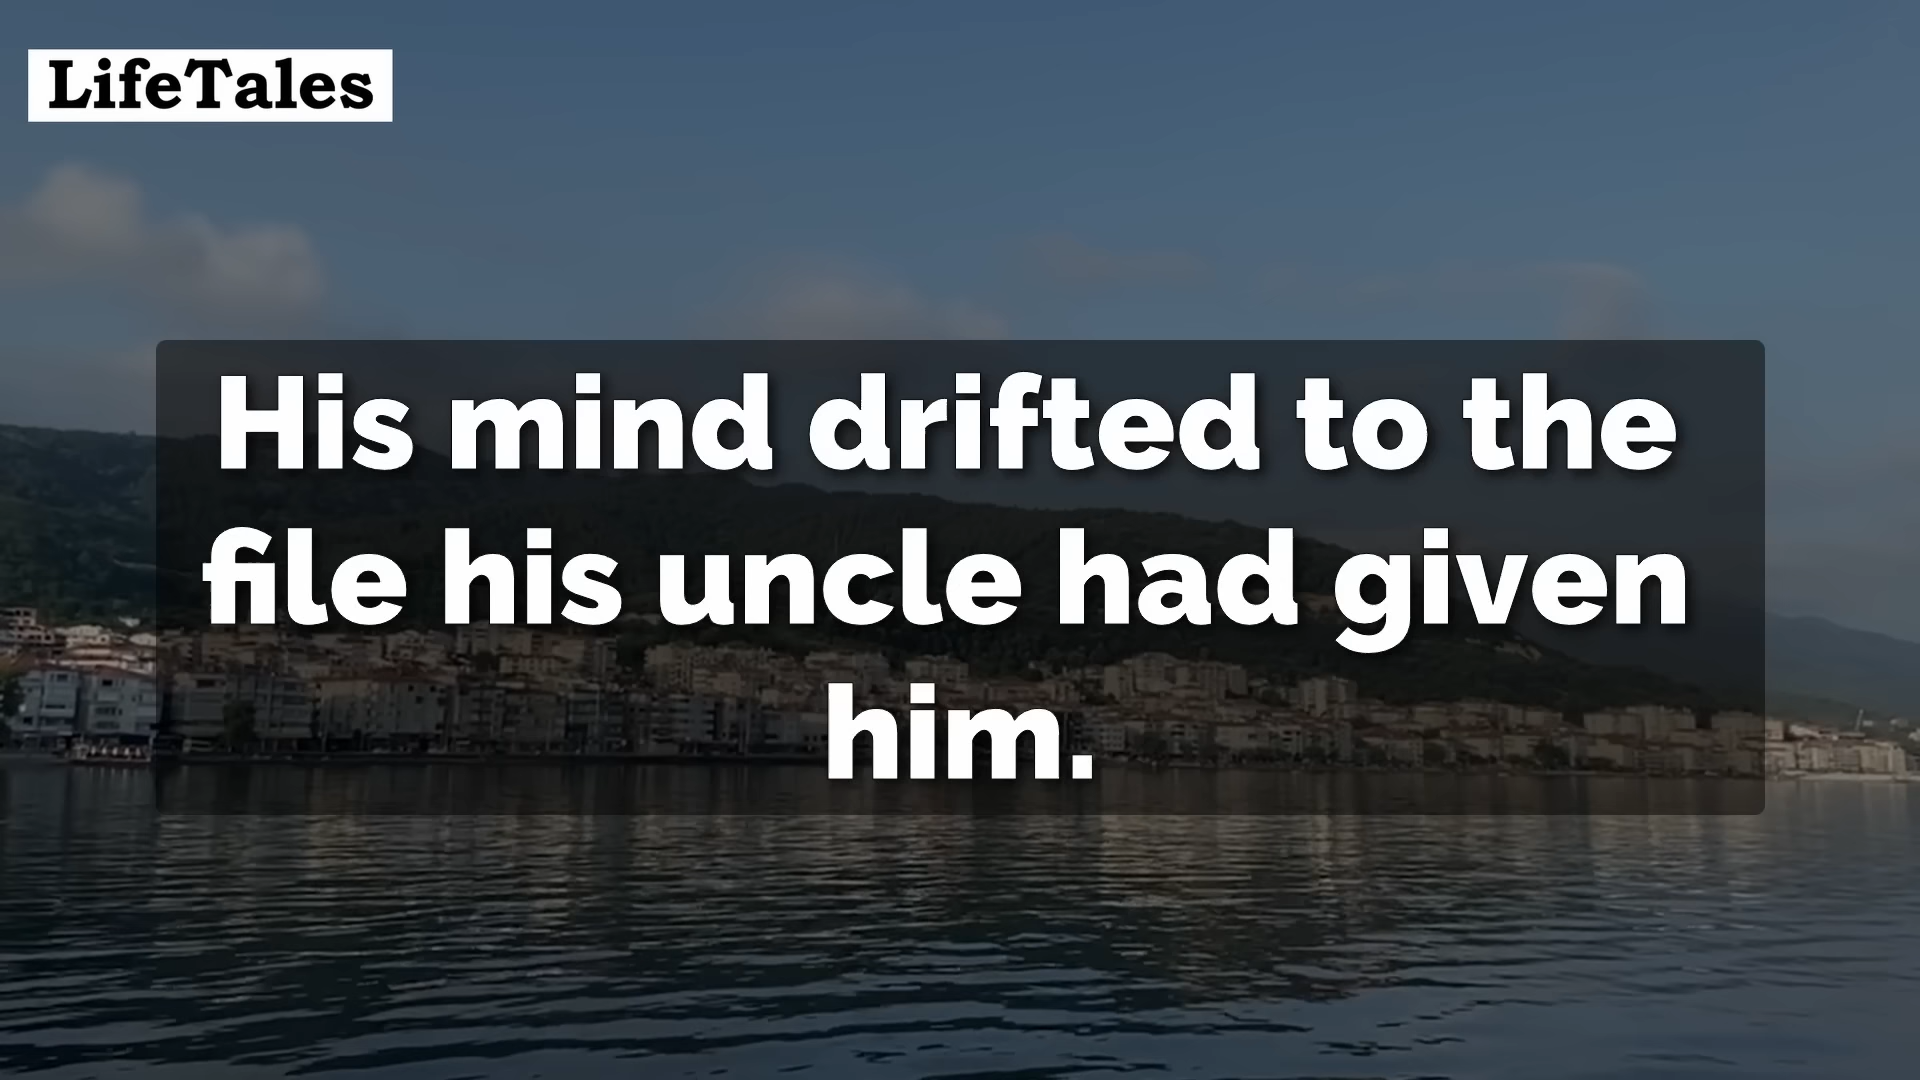 LifeTales
His mind drifted to the
file his uncle had given
him.